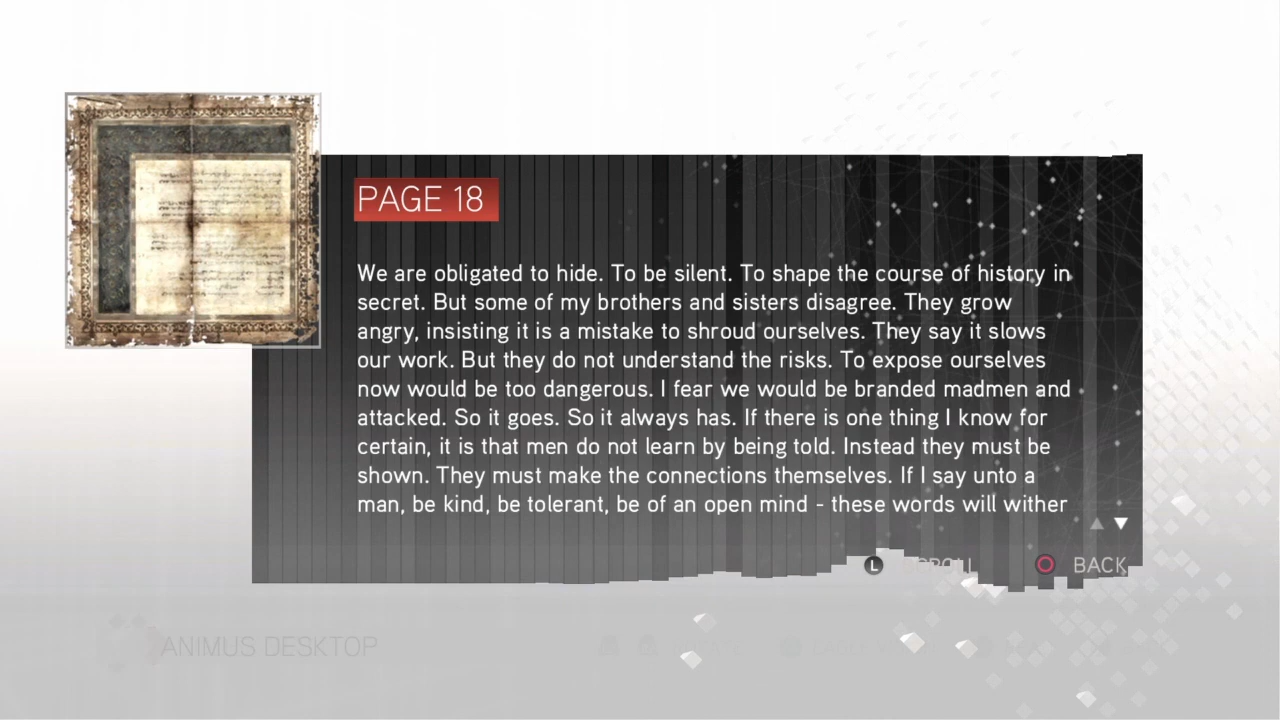 PAGE 18
We are obligated to hide. To be silent. To shape the course of history in
secret. But some of my brothers and sisters disagree. They grow
angry, insisting it is a mistake to shroud ourselves. They say it slows
our work. But they do not understand the risks. To expose ourselves
now would be too dangerous. I fear we would be branded madmen and
attacked. So it goes. So it always has. If there is one thing I know for
certain, it is that men do not learn by being told. Instead they must be
shown. They must make the connections themselves. If I say unto a
man, be kind, be tolerant, be of an open mind - these words will wither
L SCROLL BACK
ANIMUS DESKTOP